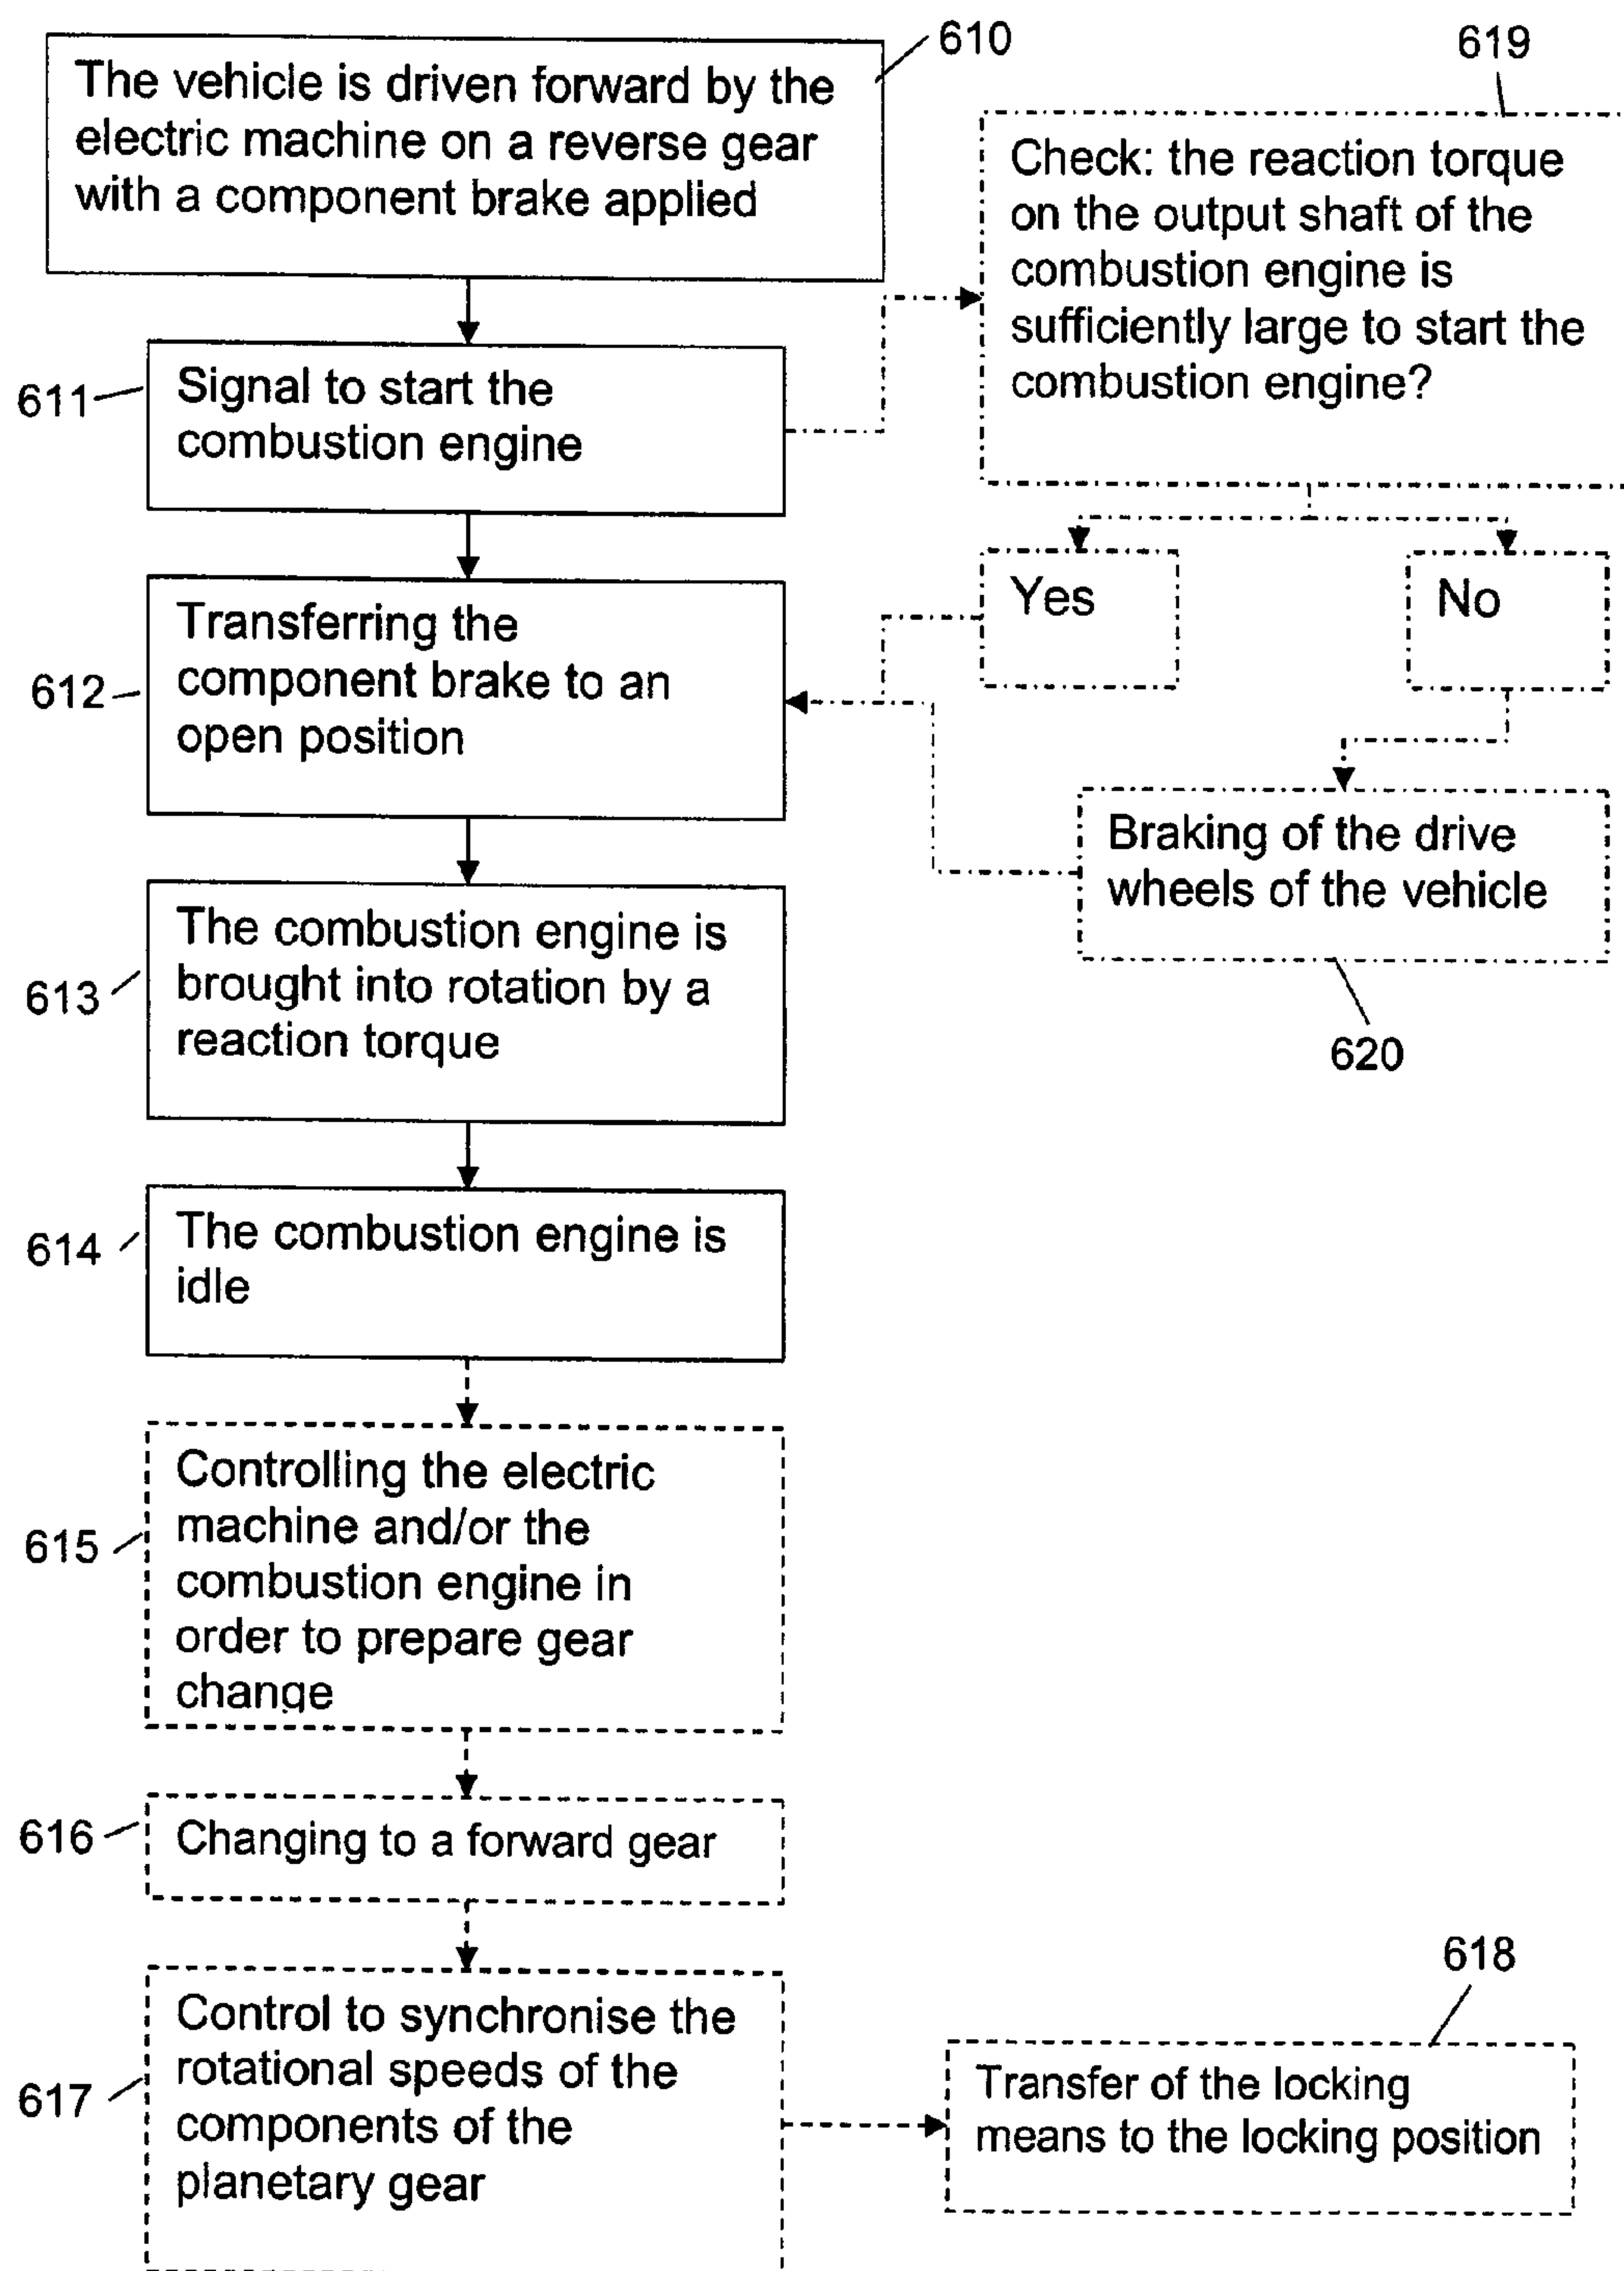 610
The vehicle is driven forward by the
electric machine on a reverse gear
with a component brake applied
619
Check: the reaction torque
on the output shaft of the
combustion engine is
sufficiently large to start the
combustion engine?
611
Signal to start the
combustion engine
Yes
No
612
Transferring the
component brake to an
open position
Braking of the drive
wheels of the vehicle
620
613
The combustion engine is
brought into rotation by a
reaction torque
614
The combustion engine is
idle
615
Controlling the electric
machine and/or the
combustion engine in
order to prepare gear
change
616
Changing to a forward gear
617
Control to synchronise the
rotational speeds of the
components of the
planetary gear
618
Transfer of the locking
means to the locking position